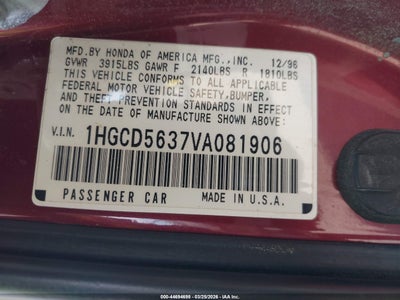 MFD.BY HONDA OF AMERICA MFG.,INC. 12/96
GVWR 3915LBS GAWR F 2140LBS R 1810LBS
THIS VEHICLE CONFORMS TO ALL APPLICABLE
FEDERAL MOTOR VEHICLE SAFETY,BUMPER,
AND THEFT PREVENTION STANDARDS IN EFFECT
ON THE DATE OF MANUFACTURE SHOWN ABOVE.
V.I.N. 1HGCD5637VA081906
PASSENGER CAR MADE IN U.S.A.
© 44694699 | 03/29/2026 — IAA Inc.